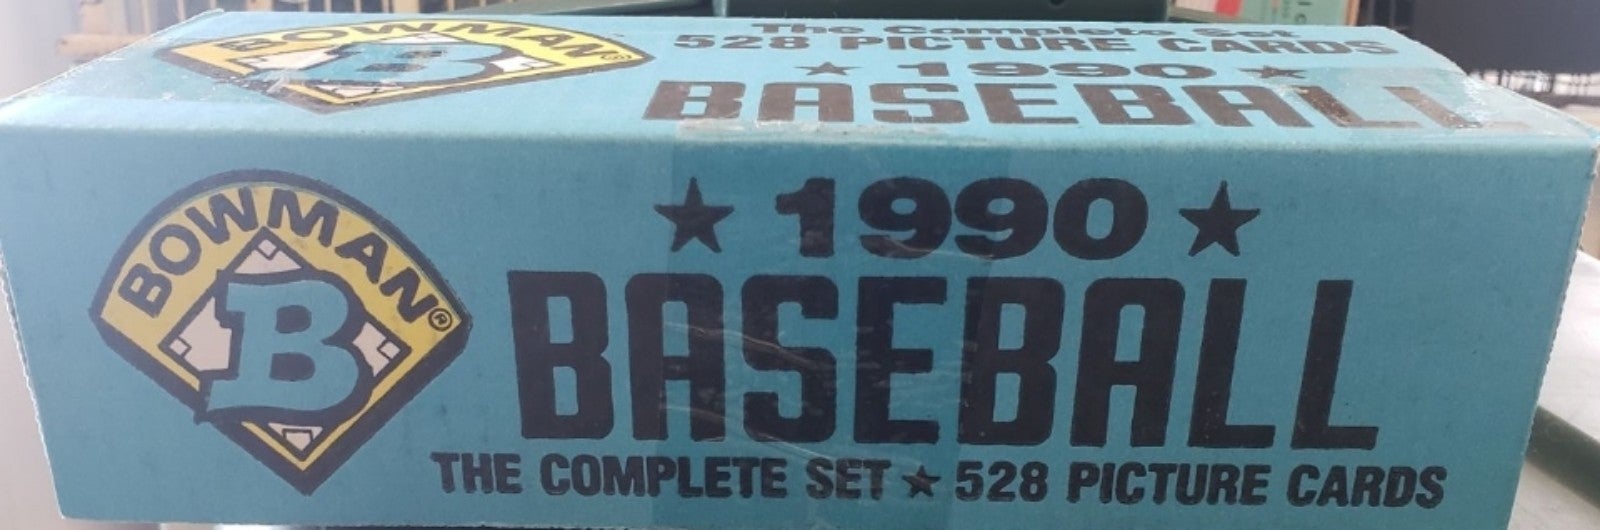 BOWMAN®
B
The Complete Set
528 PICTURE CARDS
★ 1990 ★
BASEBALL
BOWMAN®
B
★ 1990 ★
BASEBALL
THE COMPLETE SET ★ 528 PICTURE CARDS